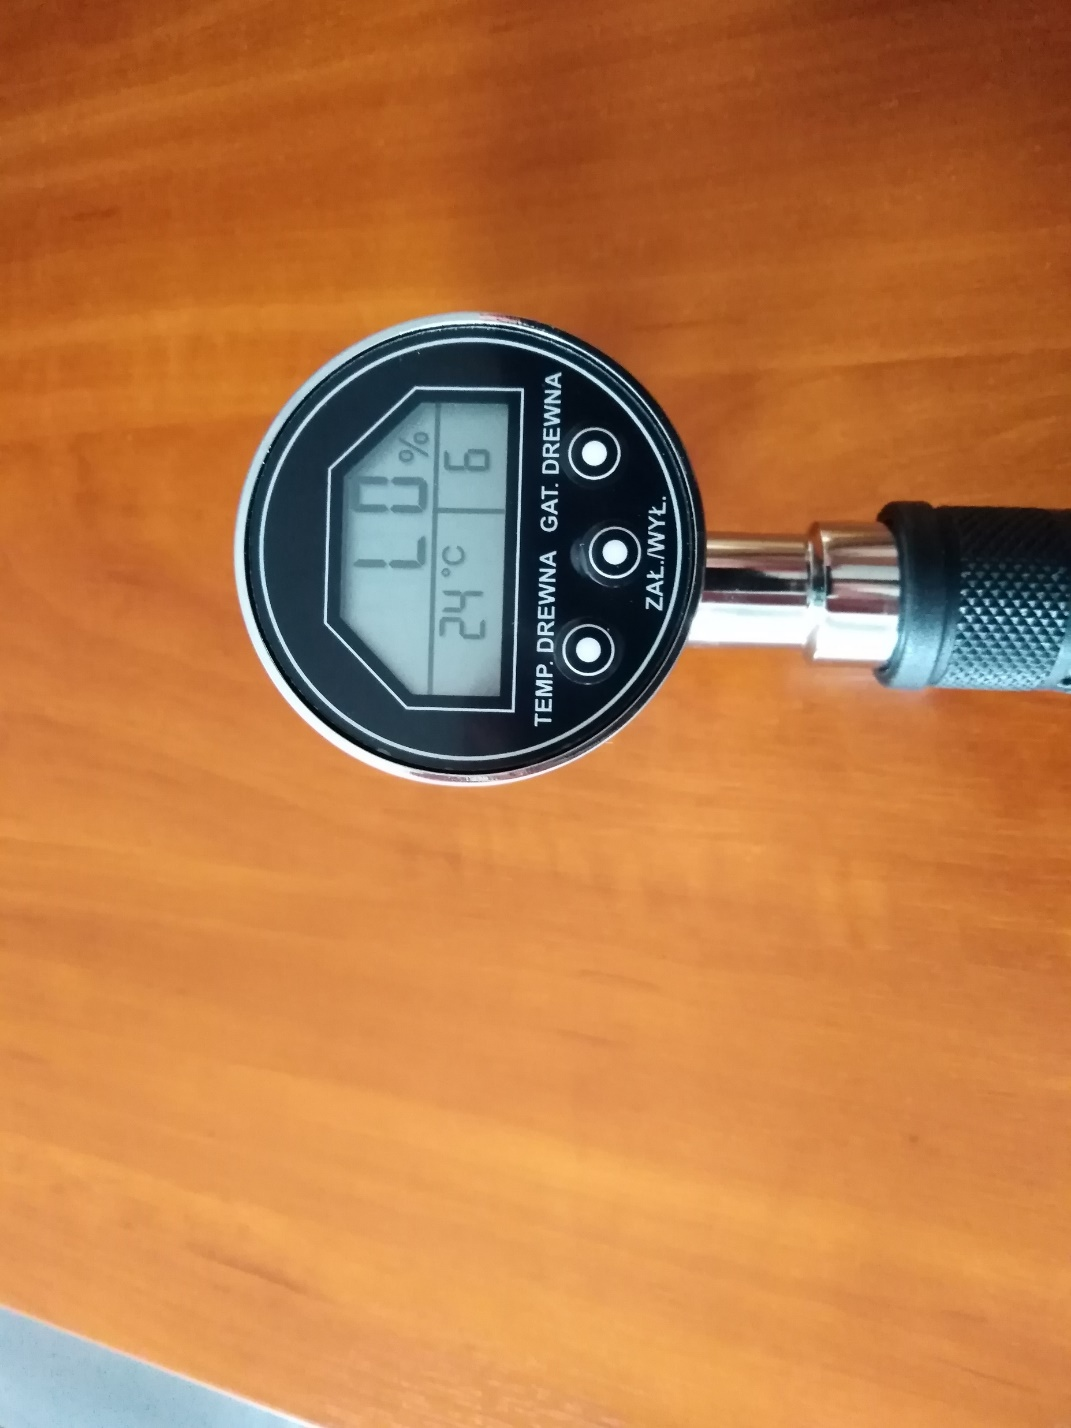 LO %
24 °C 6
TEMP. DREWNA GAT. DREWNA
ZAŁ./WYŁ.